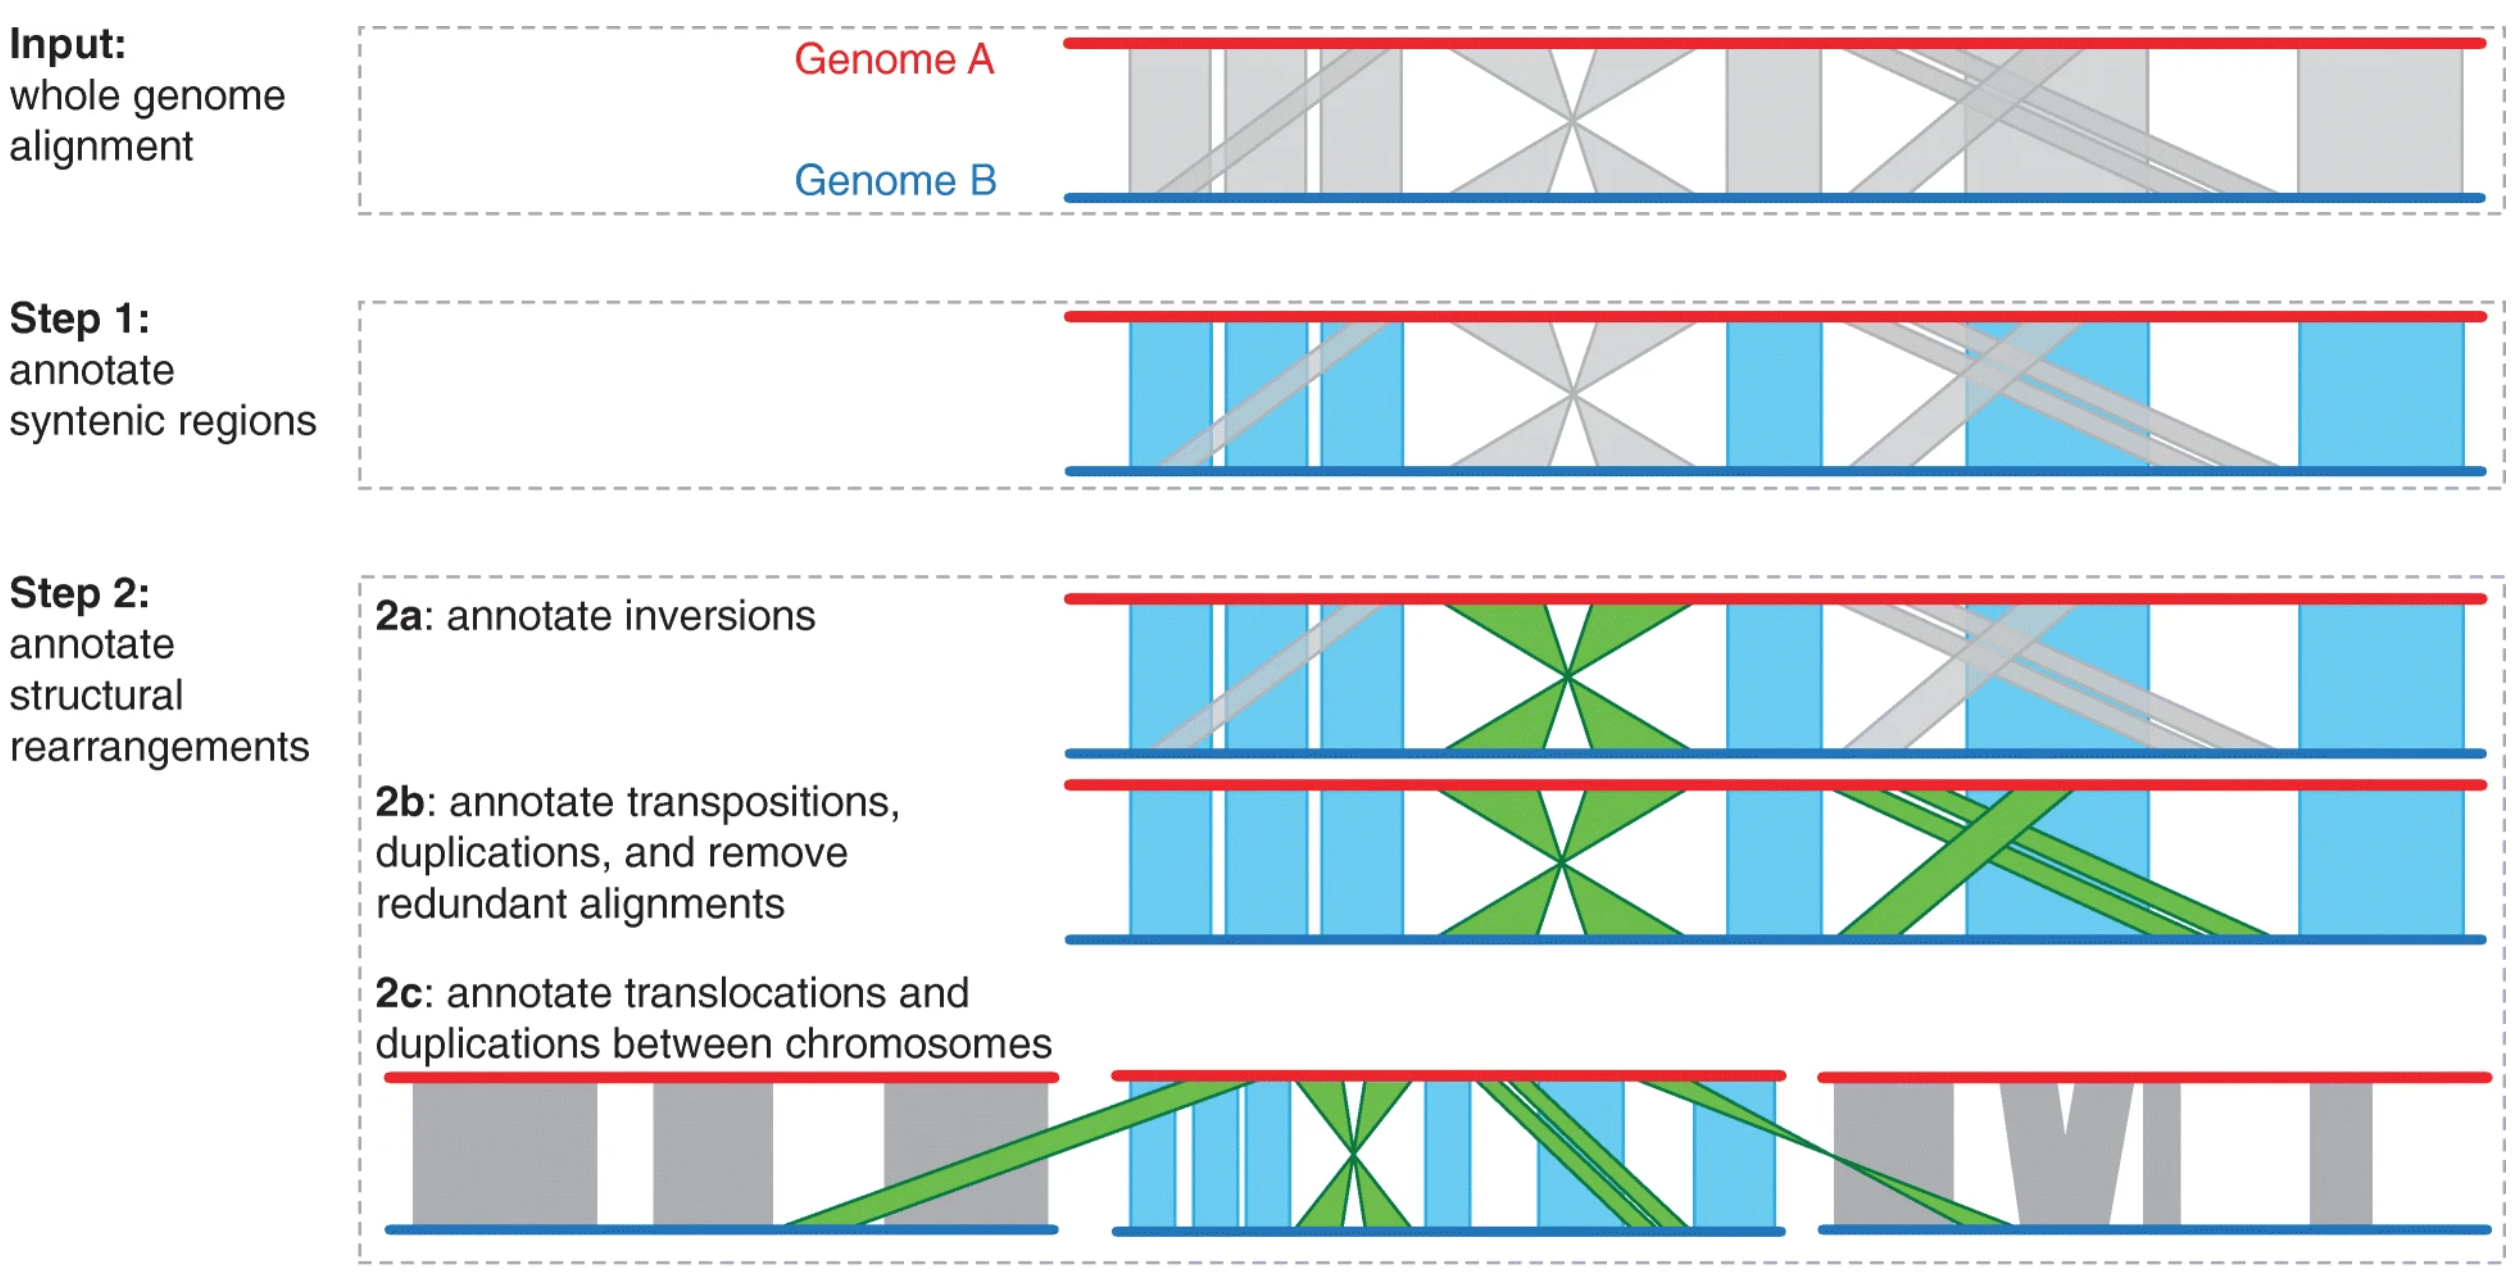 Input:
whole genome
alignment
Genome A
Genome B
Step 1:
annotate
syntenic regions
Step 2:
annotate
structural
rearrangements
2a: annotate inversions
2b: annotate transpositions,
duplications, and remove
redundant alignments
2c: annotate translocations and
duplications between chromosomes